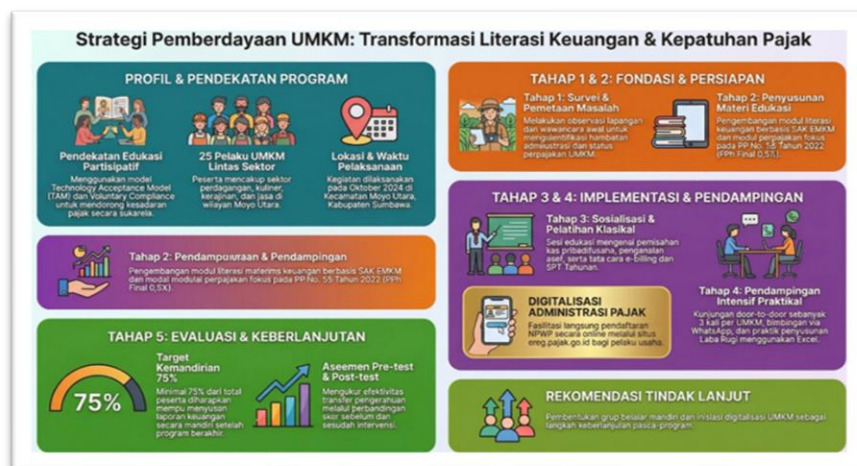 Strategi Pemberdayaan UMKM: Transformasi Literasi Keuangan & Kepatuhan Pajak
PROFIL & PENDEKATAN PROGRAM
Pendekatan Edukasi
Partisipatif
Menggunakan model
Technology Acceptance Model
(TAM) dan Voluntary Compliance
untuk mendorong kesadaran
pajak secara sukarela.
25 Pelaku UMKM
Lintas Sektor
Peserta mencakup sektor
perdagangan, kuliner,
kerajinan, dan jasa di
wilayah Moyo Utara.
Lokasi & Waktu
Pelaksanaan
Kegiatan dilaksanakan
pada Oktober 2024 di
Kecamatan Moyo Utara,
Kabupaten Sumbawa.
TAHAP 1 & 2: FONDASI & PERSIAPAN
Tahap 1: Survei &
Pemetaan Masalah
Melakukan observasi lapangan
dan wawancara awal untuk
mengidentifikasi hambatan
administrasi dan status
perpajakan UMKM.
Tahap 2: Penyusunan
Materi Edukasi
Pengembangan modul literasi
keuangan berbasis SAK EMKM
dan modul perpajakan fokus
pada PP No. 55 Tahun 2022
(PPh Final 0,5%).
Tahap 2: Pendampuwraan & Pendampingan
Pengembangan modul literasi materims keuangan berbasis SAK EMKM
dan modal modulai perpajakan fokus pada PP No. 55 Tahun 2022 (PPh
Final 0,5X).
TAHAP 3 & 4: IMPLEMENTASI & PENDAMPINGAN
Tahap 3: Sosialisasi &
Pelatihan Klasikal
Sesi edukasi mengenai pemisahan
kas pribadifusaha, pengenalan
asef, serta tata cara e-billing dan
SPT Tahunan.
DIGITALISASI
ADMINISTRASI PAJAK
Fasilitasi langsung pendaftaran
NPWP secara online melalui situs
ereg.pajak.go.id bagi pelaku usaha.
Tahap 4: Pendampingan
Intensif Praktikal
Kunjungan door-to-door sebanyak
3 kali per UMKM, bimbingan via
WhatsApp, dan praktik penyusunan
Laba Rugi menggunakan Excel.
TAHAP 5: EVALUASI & KEBERLANJUTAN
75%
Target
Kemandirian
75%
Minimal 75% dari total
peserta diharapkan
mempu menyusun
laporan keuangan
secara mandiri setelah
program berakhir.
Aseemen Pre-test
& Post-test
Mengukur efektivitas
transfer pengerahuan
melalui perbandingan
skor sebelum dan
sesudah intervensi.
REKOMENDASI TINDAK LANJUT
Pembentukan grup belajar mandiri dan inisiasi digitalisasi UMKM sebagai
langkah keberlanjulan pasca-program.